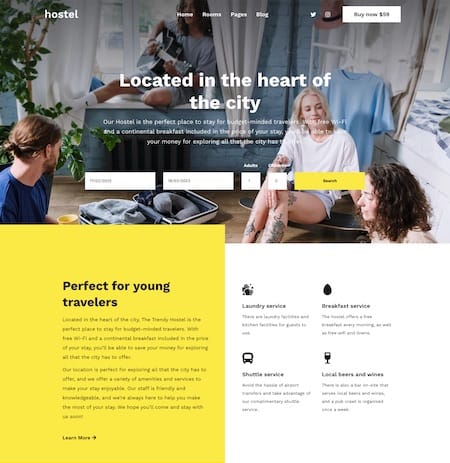 hostel
Home Rooms Pages Blog
Buy now $59
Located in the heart of
the city
Our Hostel is the perfect place to stay for budget-minded travelers. With free Wi-Fi
and a continental breakfast included in the price of your stay, you'll be able to save
your money for exploring all that the city has to offer.
Adults
Search
Perfect for young
travelers
Located in the heart of the city, The Trendy Hostel is the
perfect place to stay for budget-minded travelers. With
free Wi-Fi and a continental breakfast included in the price
of your stay, you'll be able to save your money for exploring
all that the city has to offer.
Our location is perfect for exploring all that the city has to
offer, and we offer a variety of amenities and services to
make your stay enjoyable. Our staff is friendly and
knowledgeable, and we're always here to help you make
the most of your stay. We hope you'll come and stay with
us soon!
Learn More →
Laundry service
There are laundry facilities and
kitchen facilities for guests to
use.
Breakfast service
The hostel offers a free
breakfast every morning, as well
as free wifi and linens.
Shuttle service
Avoid the hassle of airport
transfers and take advantage of
our complimentary shuttle
service.
Local beers and wines
There is also a bar on-site that
serves local beers and wines,
and a pub crawl is organised
once a week.